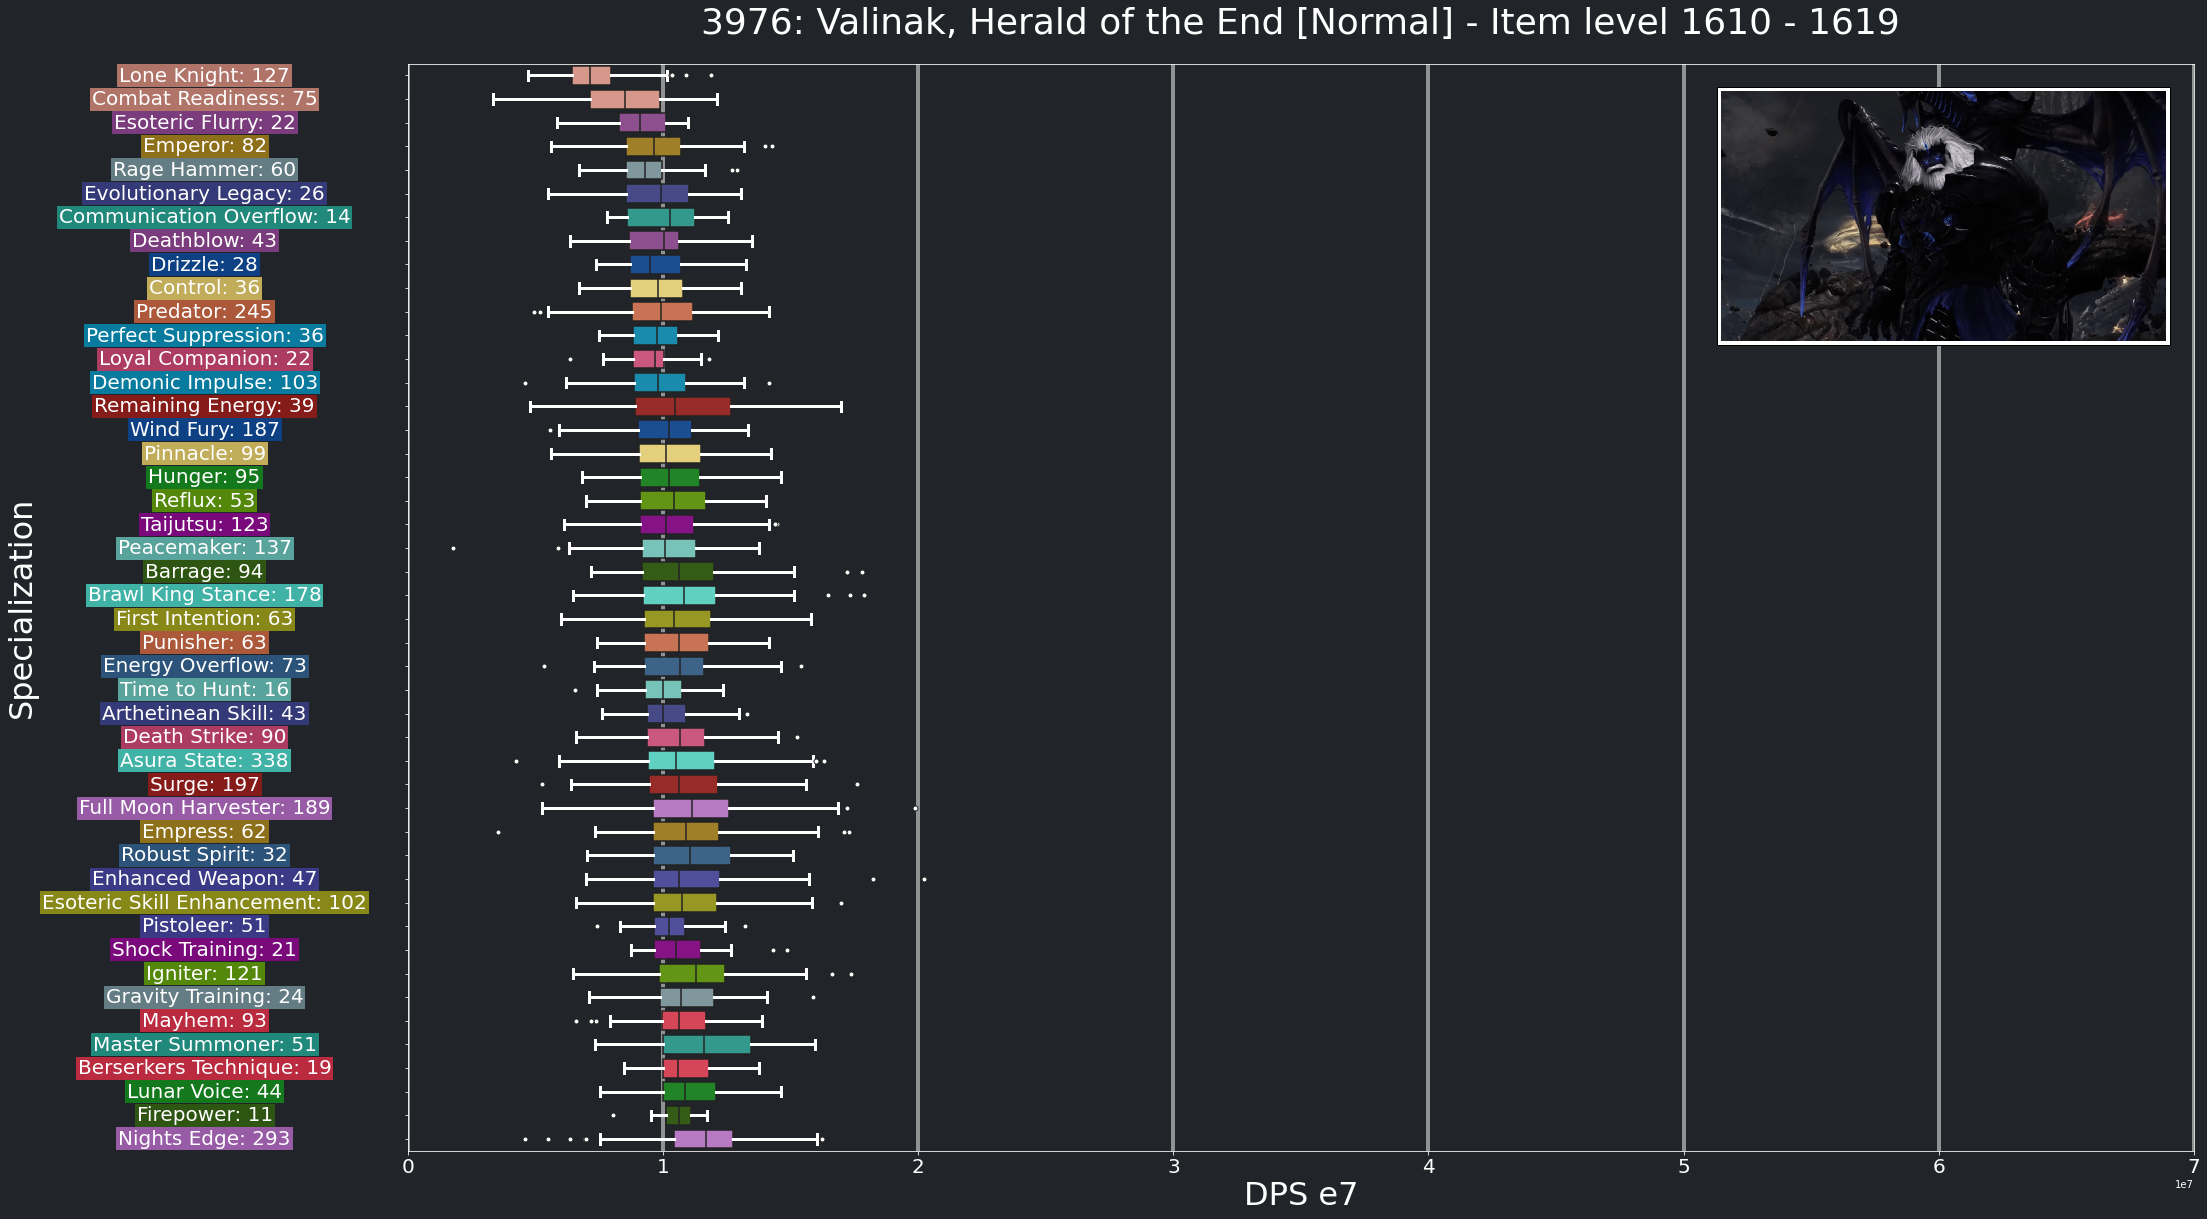 3976: Valinak, Herald of the End [Normal] - Item level 1610 - 1619
Lone Knight: 127
Combat Readiness: 75
Esoteric Flurry: 22
Emperor: 82
Rage Hammer: 60
Evolutionary Legacy: 26
Communication Overflow: 14
Deathblow: 43
Drizzle: 28
Control: 36
Predator: 245
Perfect Suppression: 36
Loyal Companion: 22
Demonic Impulse: 103
Remaining Energy: 39
Wind Fury: 187
Pinnacle: 99
Hunger: 95
Reflux: 53
Taijutsu: 123
Peacemaker: 137
Barrage: 94
Brawl King Stance: 178
First Intention: 63
Punisher: 63
Energy Overflow: 73
Time to Hunt: 16
Arthetinean Skill: 43
Death Strike: 90
Asura State: 338
Surge: 197
Full Moon Harvester: 189
Empress: 62
Robust Spirit: 32
Enhanced Weapon: 47
Esoteric Skill Enhancement: 102
Pistoleer: 51
Shock Training: 21
Igniter: 121
Gravity Training: 24
Mayhem: 93
Master Summoner: 51
Berserkers Technique: 19
Lunar Voice: 44
Firepower: 11
Nights Edge: 293
Specialization
0 1 2 3 4 5 6 7
1e7
DPS e7